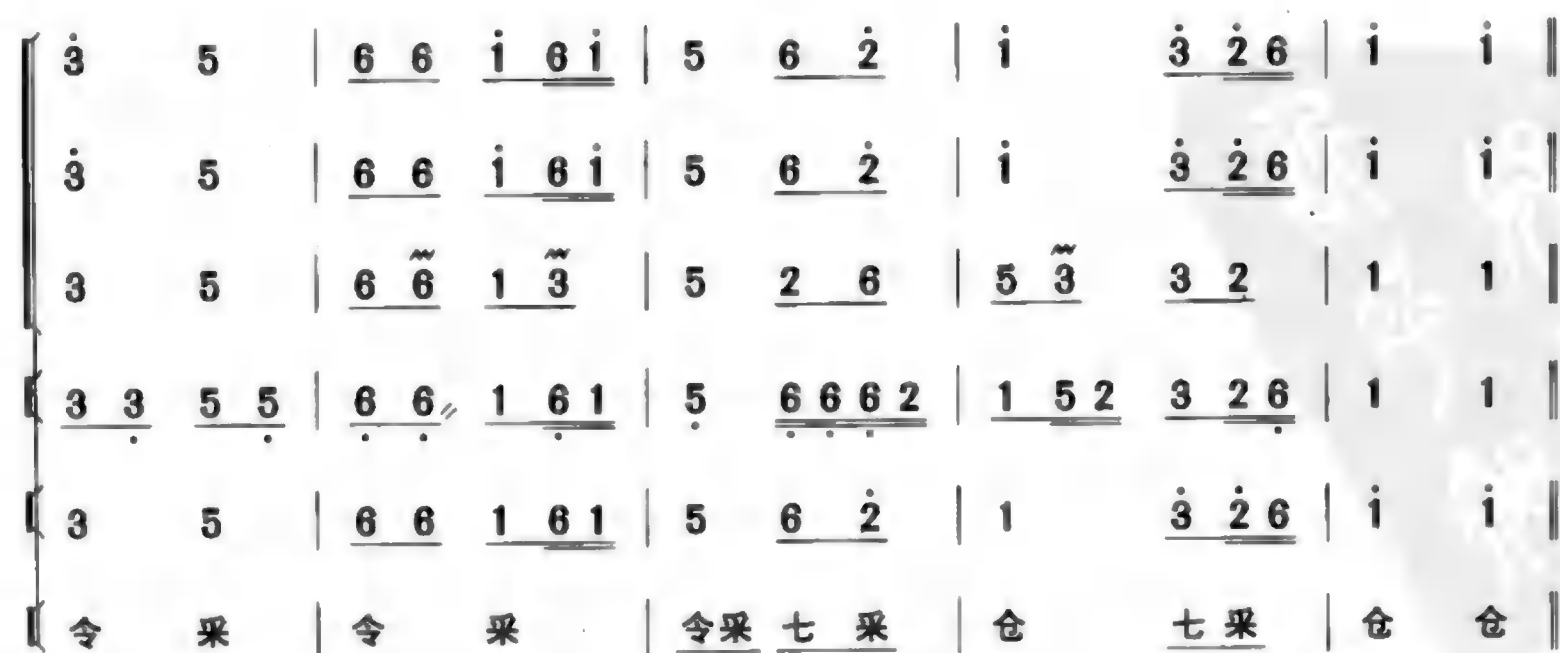 3̇ 5 | 6 6 1̇ 6 1̇ | 5 6 2̇ | 1̇ 3̇ 2̇ 6 | 1̇ 1̇ ‖
3̇ 5 | 6 6 1̇ 6 1̇ | 5 6 2̇ | 1̇ 3̇ 2̇ 6 | 1̇ 1̇ ‖
3 5 | 6 6 1 3 | 5 2 6 | 5 3 3 2 | 1 1 ‖
3 3̣ 5 5̣ | 6̣ 6̣ 1 6̣ 1 | 5̣ 6̣ 6̣ 6̣ 2 | 1 5 2 3 2 6̣ | 1 1 ‖
3 5 | 6 6 1 6 1 | 5 6 2̇ | 1 3̇ 2̇ 6 | 1̇ 1̇ ‖
令 采 | 令 采 | 令采 七 采 | 仓 七采 | 仓 仓 ‖